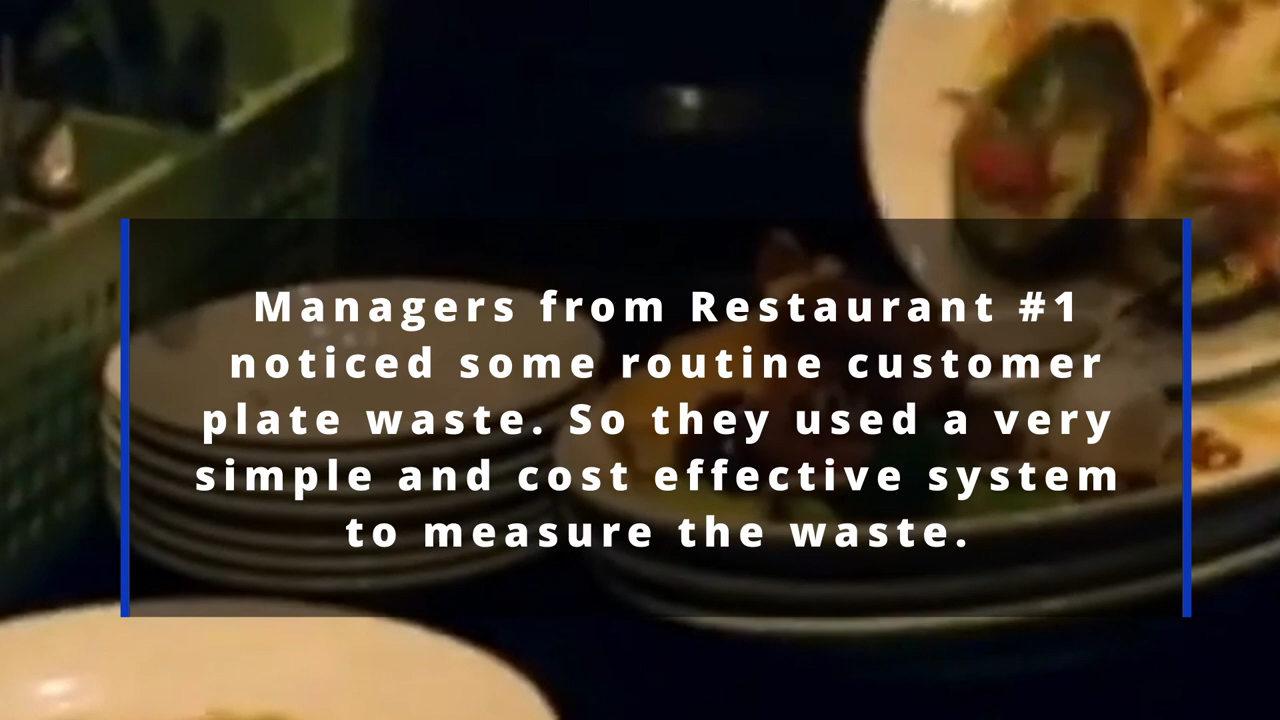 Managers from Restaurant #1
noticed some routine customer
plate waste. So they used a very
simple and cost effective system
to measure the waste.